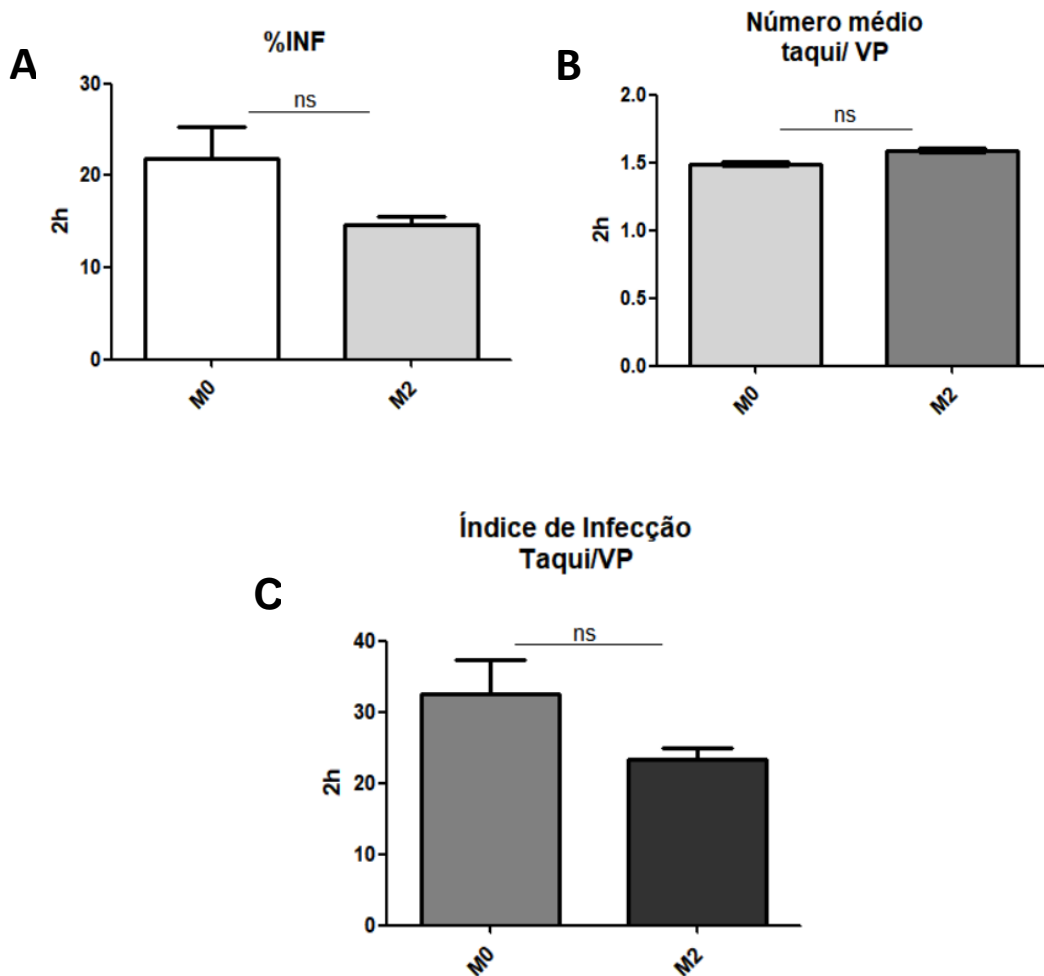 A
%INF
30
20
10
0
2h
ns
M0
M2
B
Número médio
taqui/ VP
2.0
1.5
1.0
0.5
0.0
2h
ns
M0
M2
C
Índice de Infecção
Taqui/VP
40
30
20
10
0
2h
ns
M0
M2